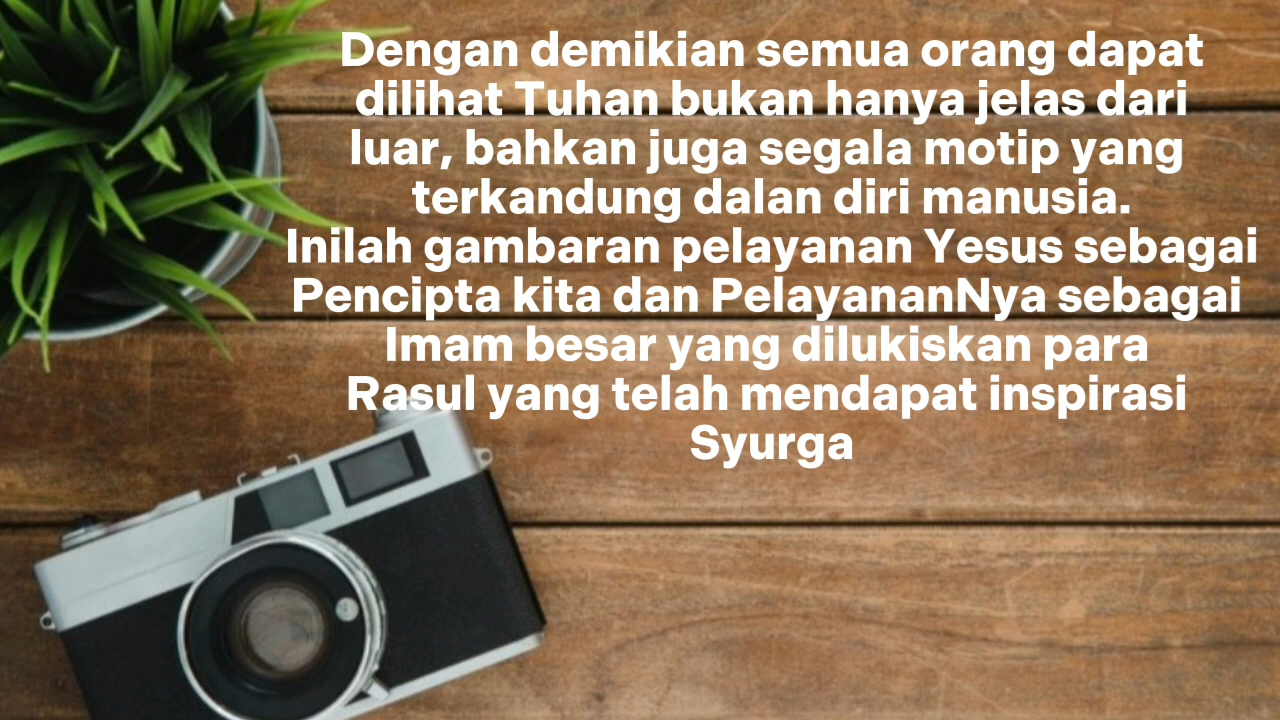 Dengan demikian semua orang dapat
dilihat Tuhan bukan hanya jelas dari
luar, bahkan juga segala motip yang
terkandung dalan diri manusia.
Inilah gambaran pelayanan Yesus sebagai
Pencipta kita dan PelayananNya sebagai
Imam besar yang dilukiskan para
Rasul yang telah mendapat inspirasi
Syurga